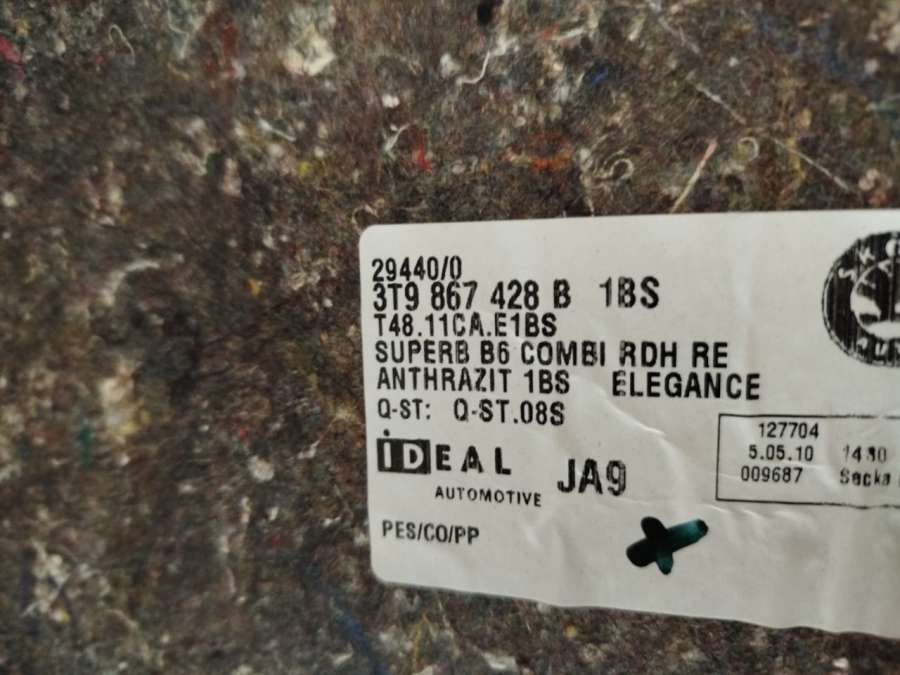 29440/0
3T9 867 428 B 1BS
T48.11CA.E1BS
SUPERB B6 COMBI RDH RE
ANTHRAZIT 1BS ELEGANCE
Q-ST: Q-ST.08S
127704
5.05.10 14
009687
iDEAL JA9
AUTOMOTIVE
PES/CO/PP